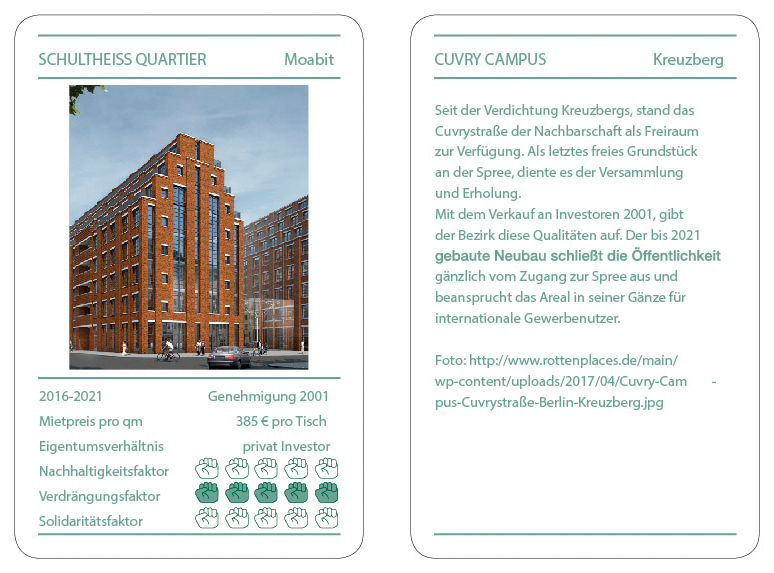 SCHULTHEISS QUARTIER Moabit
2016-2021 Genehmigung 2001
Mietpreis pro qm 385 € pro Tisch
Eigentumsverhältnis privat Investor
Nachhaltigkeitsfaktor
Verdrängungsfaktor
Solidaritätsfaktor
CUVRY CAMPUS Kreuzberg
Seit der Verdichtung Kreuzbergs, stand das
Cuvrystraße der Nachbarschaft als Freiraum
zur Verfügung. Als letztes freies Grundstück
an der Spree, diente es der Versammlung
und Erholung.
Mit dem Verkauf an Investoren 2001, gibt
der Bezirk diese Qualitäten auf. Der bis 2021
gebaute Neubau schließt die Öffentlichkeit
gänzlich vom Zugang zur Spree aus und
beansprucht das Areal in seiner Gänze für
internationale Gewerbenutzer.
Foto: http://www.rottenplaces.de/main/
wp-content/uploads/2017/04/Cuvry-Cam -
pus-Cuvrystraße-Berlin-Kreuzberg.jpg